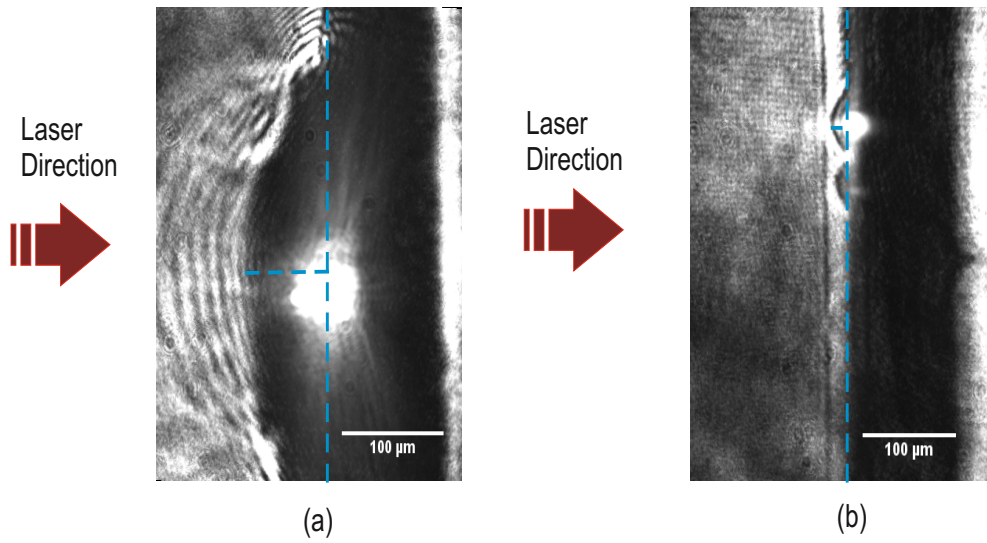 Laser
Direction
100 µm
(a)
Laser
Direction
100 µm
(b)